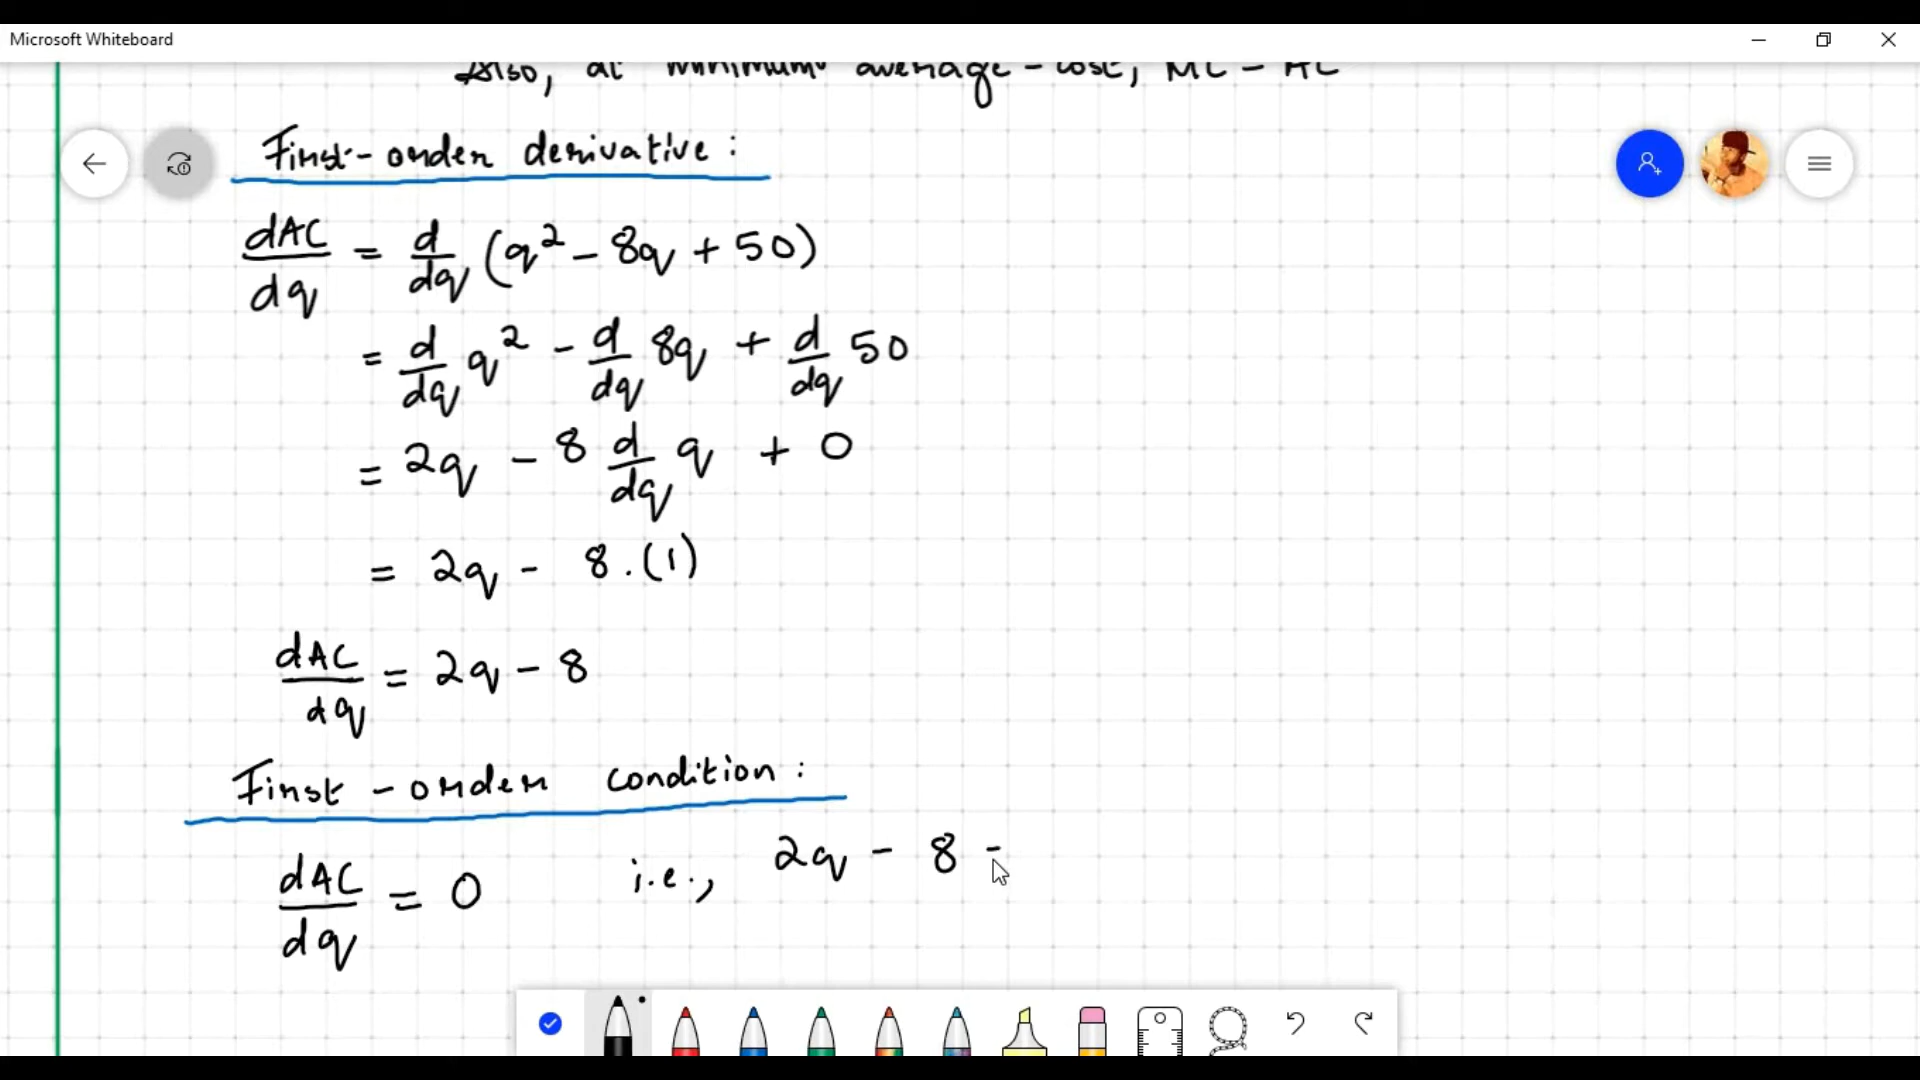 Microsoft Whiteboard
Also, at minimum average-cost, MC = AC
First-order derivative:
dAC/dq = d/dq (q² - 8q + 50)
= d/dq q² - d/dq 8q + d/dq 50
= 2q - 8 d/dq q + 0
= 2q - 8.(1)
dAC/dq = 2q - 8
First-order condition:
dAC/dq = 0 i.e., 2q - 8 -